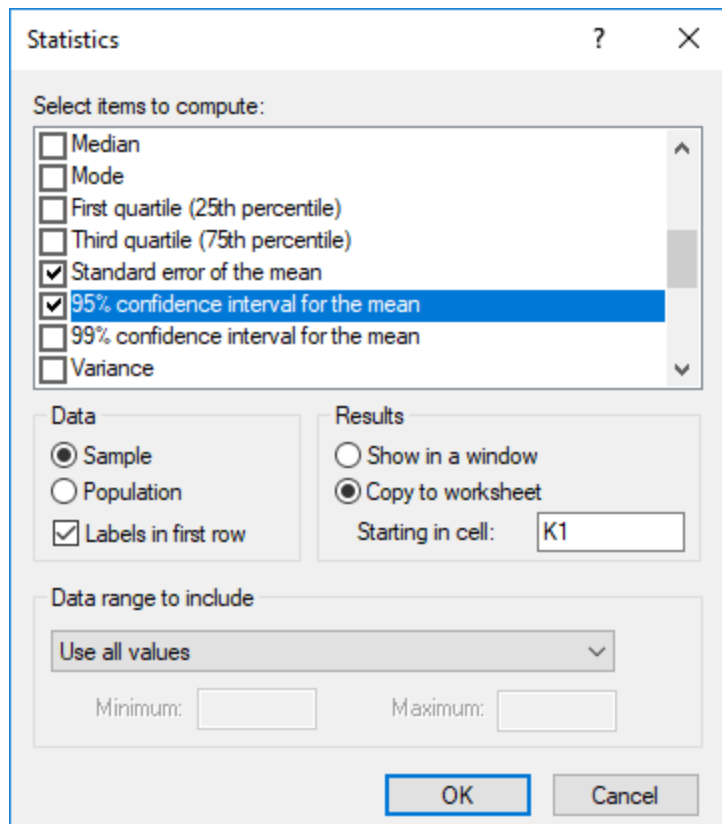 Statistics ?
Select items to compute:
Median
Mode
First quartile (25th percentile)
Third quartile (75th percentile)
Standard error of the mean
95% confidence interval for the mean
99% confidence interval for the mean
Variance
Data
Sample
Population
Labels in first row
Results
Show in a window
Copy to worksheet
Starting in cell: K1
Data range to include
Use all values
Minimum: Maximum:
OK Cancel